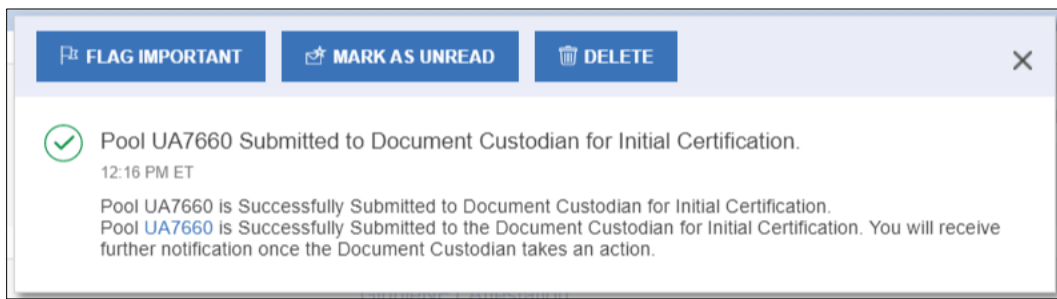 FLAG IMPORTANT
MARK AS UNREAD
DELETE
Pool UA7660 Submitted to Document Custodian for Initial Certification.
12:16 PM ET
Pool UA7660 is Successfully Submitted to Document Custodian for Initial Certification.
Pool UA7660 is Successfully Submitted to the Document Custodian for Initial Certification. You will receive
further notification once the Document Custodian takes an action.